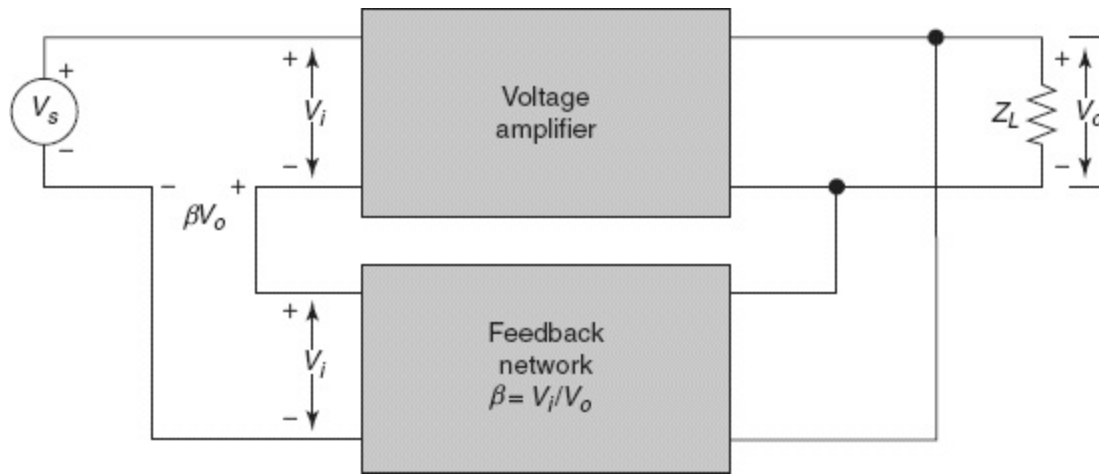 +
V_s
−
+
V_i
−
Voltage
amplifier
Z_L
+
V_o
−
− +
βV_o
+
V_i
−
Feedback
network
β = V_i/V_o